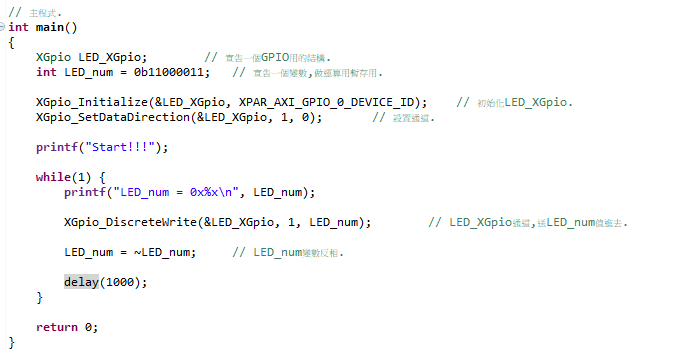 // 主程式.
int main()
{
    XGpio LED_XGpio;        // 宣告一個GPIO用的結構.
    int LED_num = 0b11000011;   // 宣告一個變數,做運算用暫存用.
    XGpio_Initialize(&LED_XGpio, XPAR_AXI_GPIO_0_DEVICE_ID);    // 初始化LED_XGpio.
    XGpio_SetDataDirection(&LED_XGpio, 1, 0);       // 設置通道.
    printf("Start!!!");
    while(1) {
        printf("LED_num = 0x%x\n", LED_num);
        XGpio_DiscreteWrite(&LED_XGpio, 1, LED_num);        // LED_XGpio通道,送LED_num值進去.
        LED_num = ~LED_num;     // LED_num變數反相.
        delay(1000);
    }
    return 0;
}